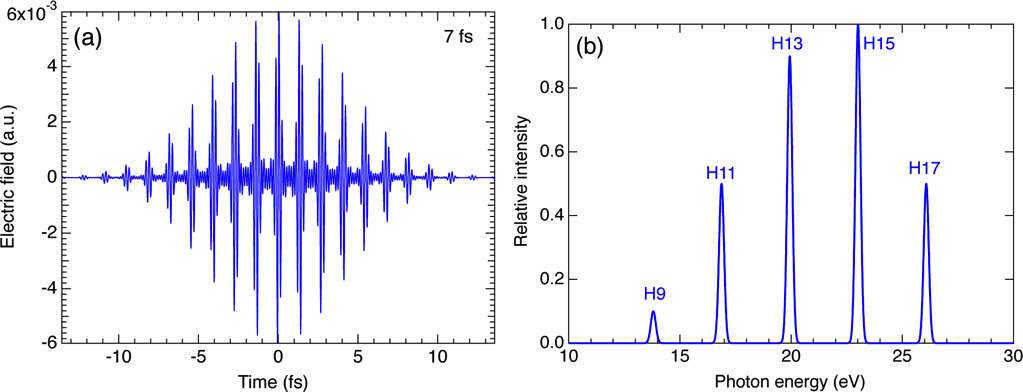 6x10-3
(a)
7 fs
4
2
0
-2
-4
-6
Electric field (a.u.)
-10
-5
0
5
10
Time (fs)
(b)
1.0
0.8
0.6
0.4
0.2
0.0
Relative intensity
H9
H11
H13
H15
H17
10
15
20
25
30
Photon energy (eV)